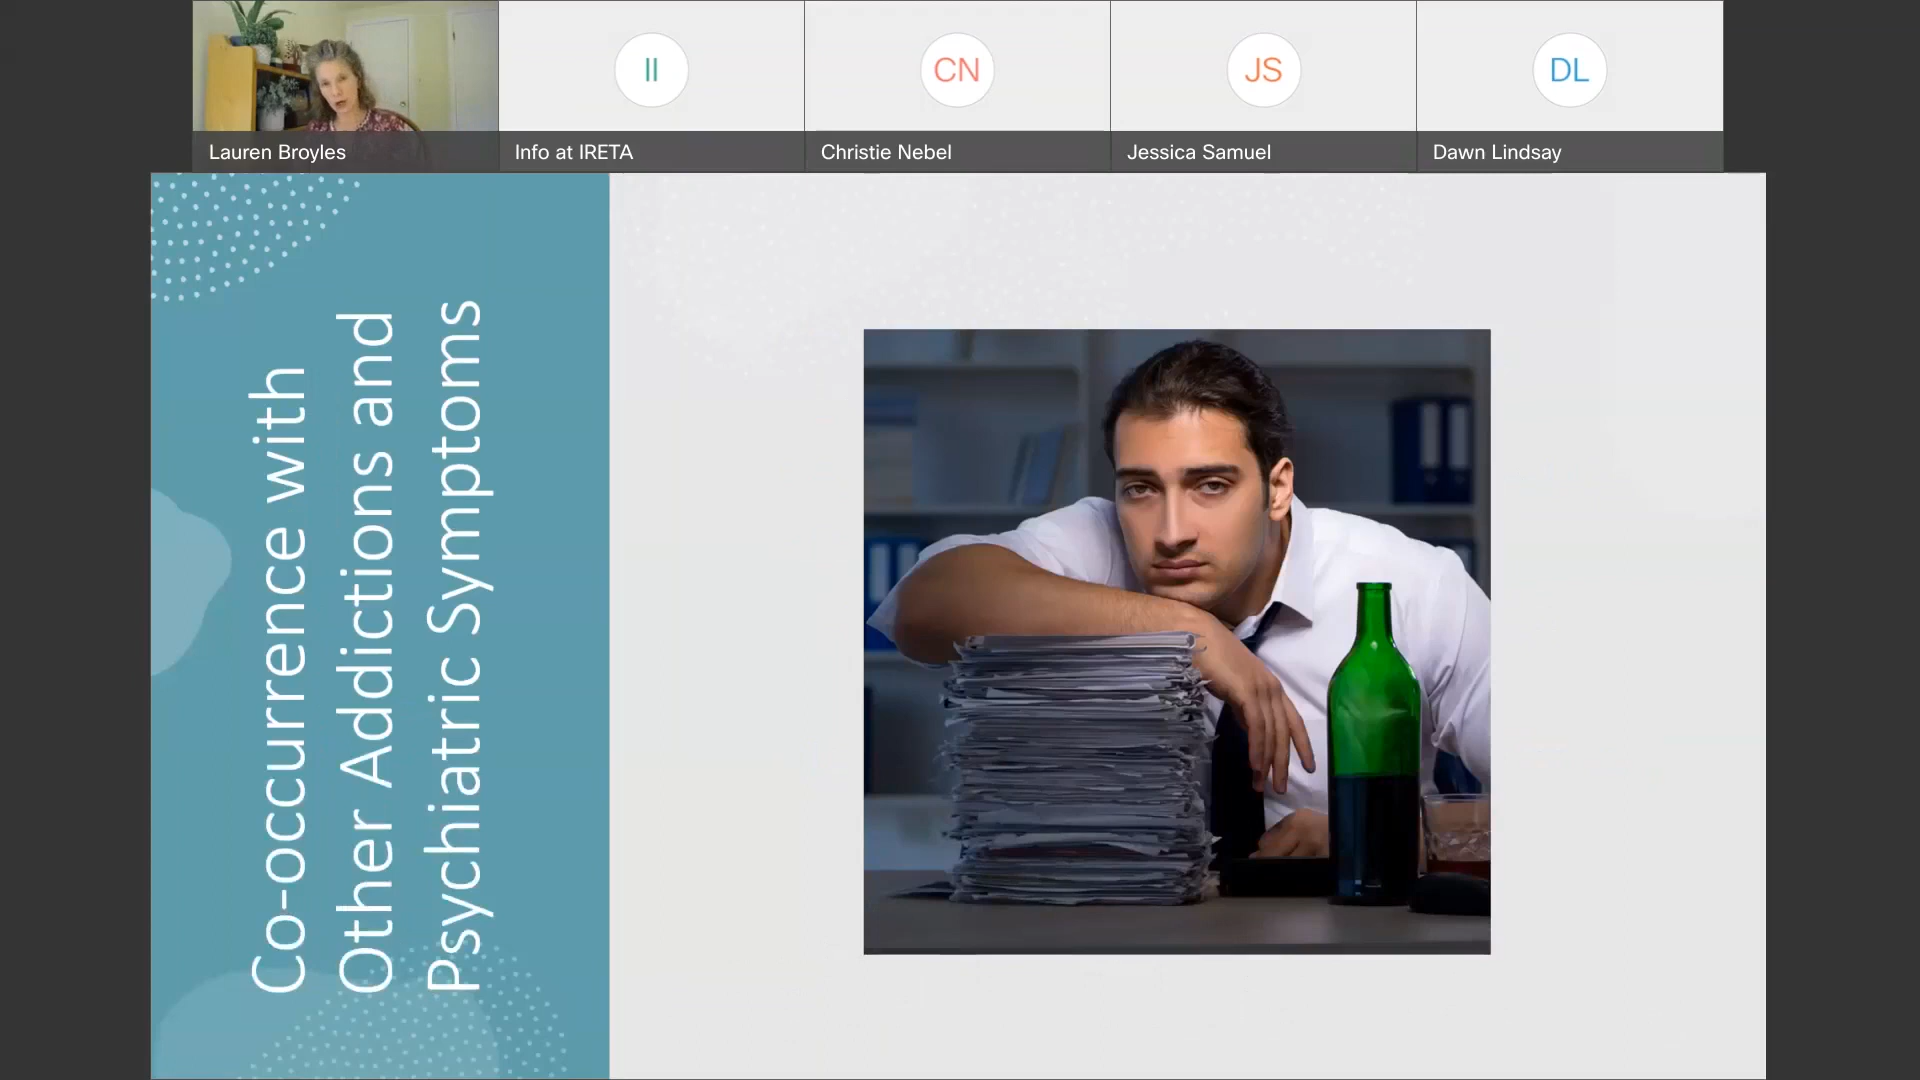 II
CN
JS
DL
Lauren Broyles
Info at IRETA
Christie Nebel
Jessica Samuel
Dawn Lindsay
Co-occurrence with
Other Addictions and
Psychiatric Symptoms